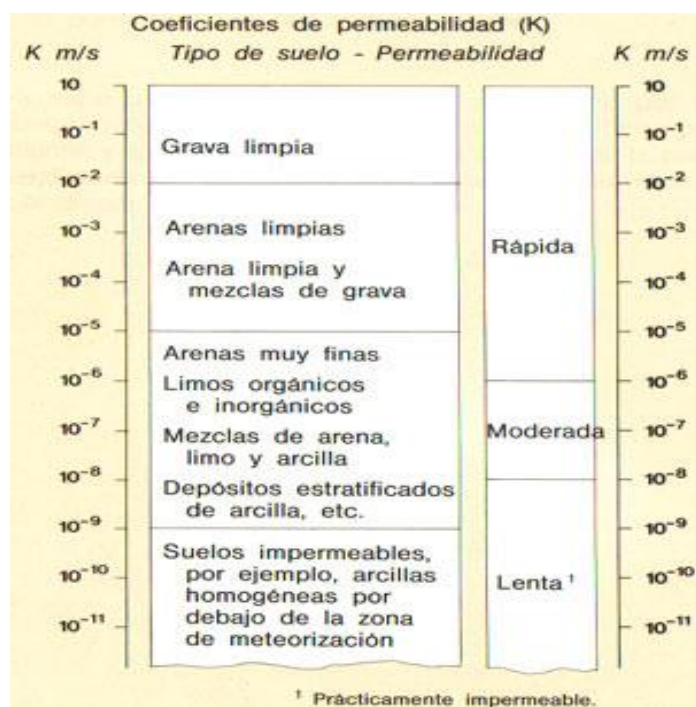 Coeficientes de permeabilidad (K)
K m/s Tipo de suelo - Permeabilidad K m/s
10 10
10⁻¹ 10⁻¹
Grava limpia
10⁻² 10⁻²
10⁻³ Arenas limpias 10⁻³
Rápida
Arena limpia y
10⁻⁴ mezclas de grava 10⁻⁴
10⁻⁵ 10⁻⁵
Arenas muy finas
10⁻⁶ Limos orgánicos 10⁻⁶
e inorgánicos
10⁻⁷ Mezclas de arena, Moderada 10⁻⁷
limo y arcilla
10⁻⁸ 10⁻⁸
Depósitos estratificados
de arcilla, etc.
10⁻⁹ 10⁻⁹
Suelos impermeables,
10⁻¹⁰ por ejemplo, arcillas Lenta † 10⁻¹⁰
homogéneas por
10⁻¹¹ debajo de la zona 10⁻¹¹
de meteorización
† Prácticamente impermeable.